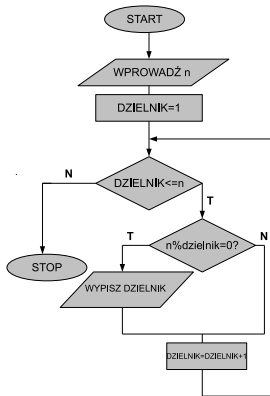 START
WPROWADŹ n
DZIELNIK=1
DZIELNIK<=n
N
T
STOP
n%dzielnik=0?
T
N
WYPISZ DZIELNIK
DZIELNIK=DZIELNIK+1